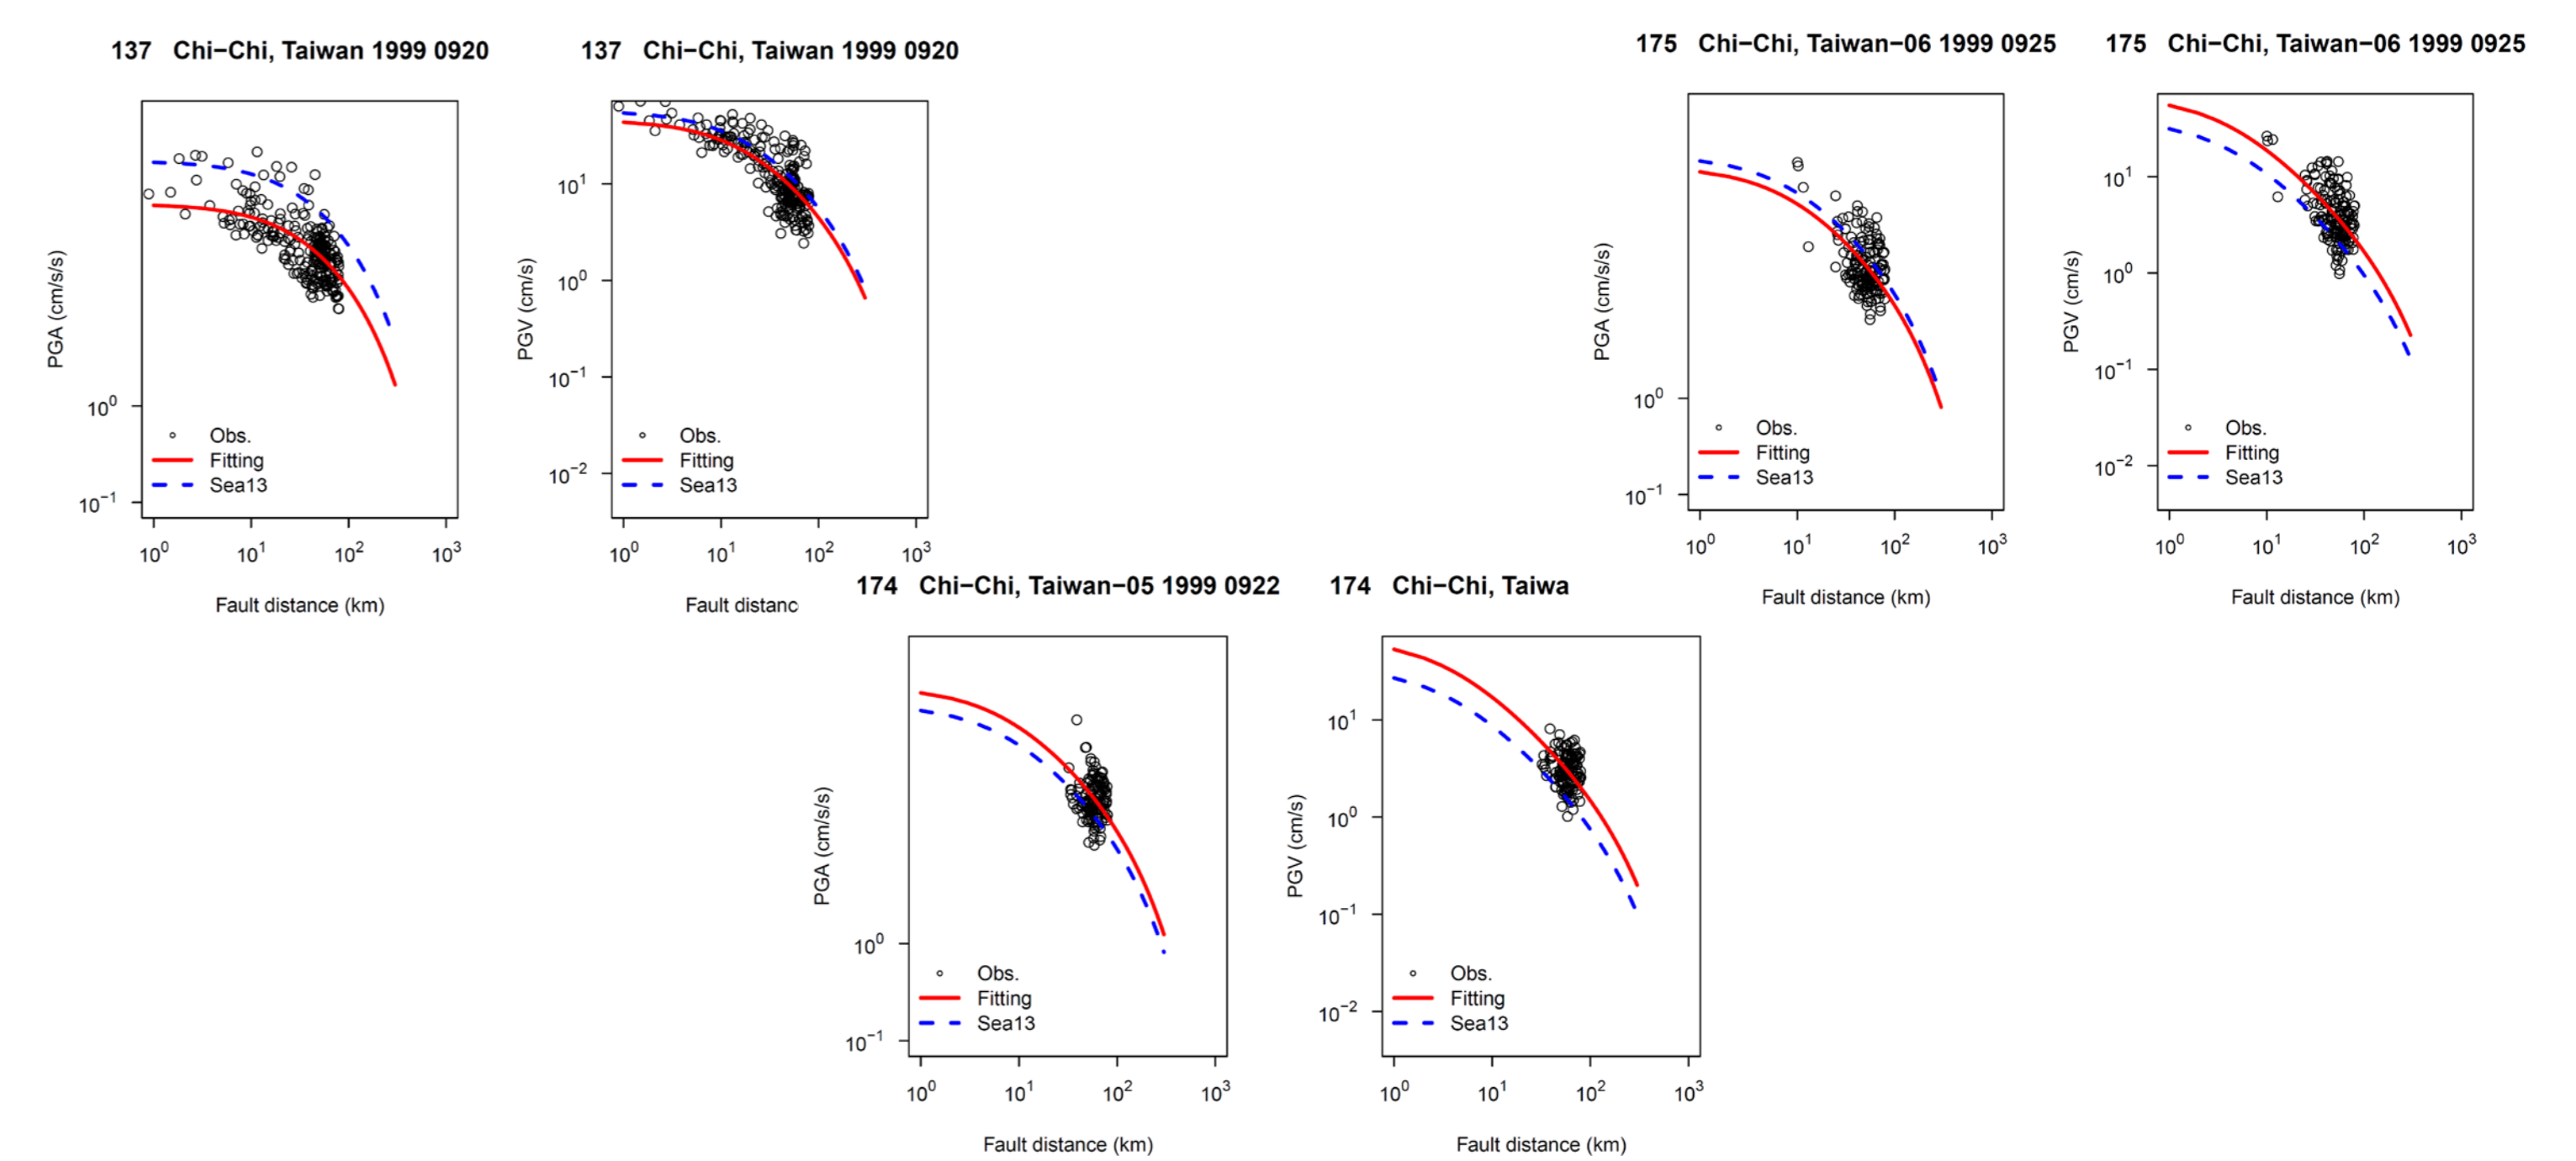 137 Chi−Chi, Taiwan 1999 0920
PGA (cm/s/s)
10^0
10^−1
Obs.
Fitting
Sea13
10^0 10^1 10^2 10^3
Fault distance (km)
137 Chi−Chi, Taiwan 1999 0920
PGV (cm/s)
10^1
10^0
10^−1
10^−2
Obs.
Fitting
Sea13
10^0 10^1 10^2 10^3
Fault distanc
175 Chi−Chi, Taiwan−06 1999 0925
PGA (cm/s/s)
10^0
10^−1
Obs.
Fitting
Sea13
10^0 10^1 10^2 10^3
Fault distance (km)
175 Chi−Chi, Taiwan−06 1999 0925
PGV (cm/s)
10^1
10^0
10^−1
10^−2
Obs.
Fitting
Sea13
10^0 10^1 10^2 10^3
Fault distance (km)
174 Chi−Chi, Taiwan−05 1999 0922
PGA (cm/s/s)
10^0
10^−1
Obs.
Fitting
Sea13
10^0 10^1 10^2 10^3
Fault distance (km)
174 Chi−Chi, Taiwa
PGV (cm/s)
10^1
10^0
10^−1
10^−2
Obs.
Fitting
Sea13
10^0 10^1 10^2 10^3
Fault distance (km)